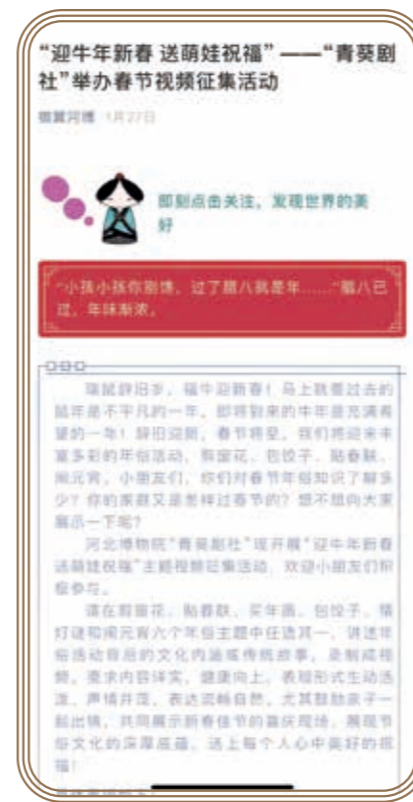 “迎牛年新春 送萌娃祝福”——“青葵剧
社”举办春节视频征集活动
1月27日
即刻点击关注，发现世界的美
好
“小孩小孩你别馋，过了腊八就是年……”腊八已
过，年味渐浓。
瑞鼠辞旧岁，福牛迎新春！马上就要过去的
鼠年是不平凡的一年，即将到来的牛年是充满希
望的一年！辞旧迎新，春节将至，我们将迎来丰
富多彩的年俗活动，剪窗花、包饺子、贴春联、
闹元宵，小朋友们，你们对春节年俗知识了解多
少？你的家庭又是怎样过春节的？想不想向大家
展示一下呢？
河北博物院“青葵剧社”现开展“迎牛年新春
送萌娃祝福”主题视频征集活动，欢迎小朋友们积
极参与。
请在剪窗花、贴春联、买年画、包饺子、猜
灯谜和闹元宵六个年俗主题中任选其一，讲述年
俗活动背后的文化内涵或传统故事，录制成视
频。要求内容详实，健康向上，表现形式生动活
泼，声情并茂，表达流畅自然。尤其鼓励亲子一
起出镜，共同展示新春佳节的喜庆现场，展现节
俗文化的深厚底蕴，送上每个人心中美好的祝
福！